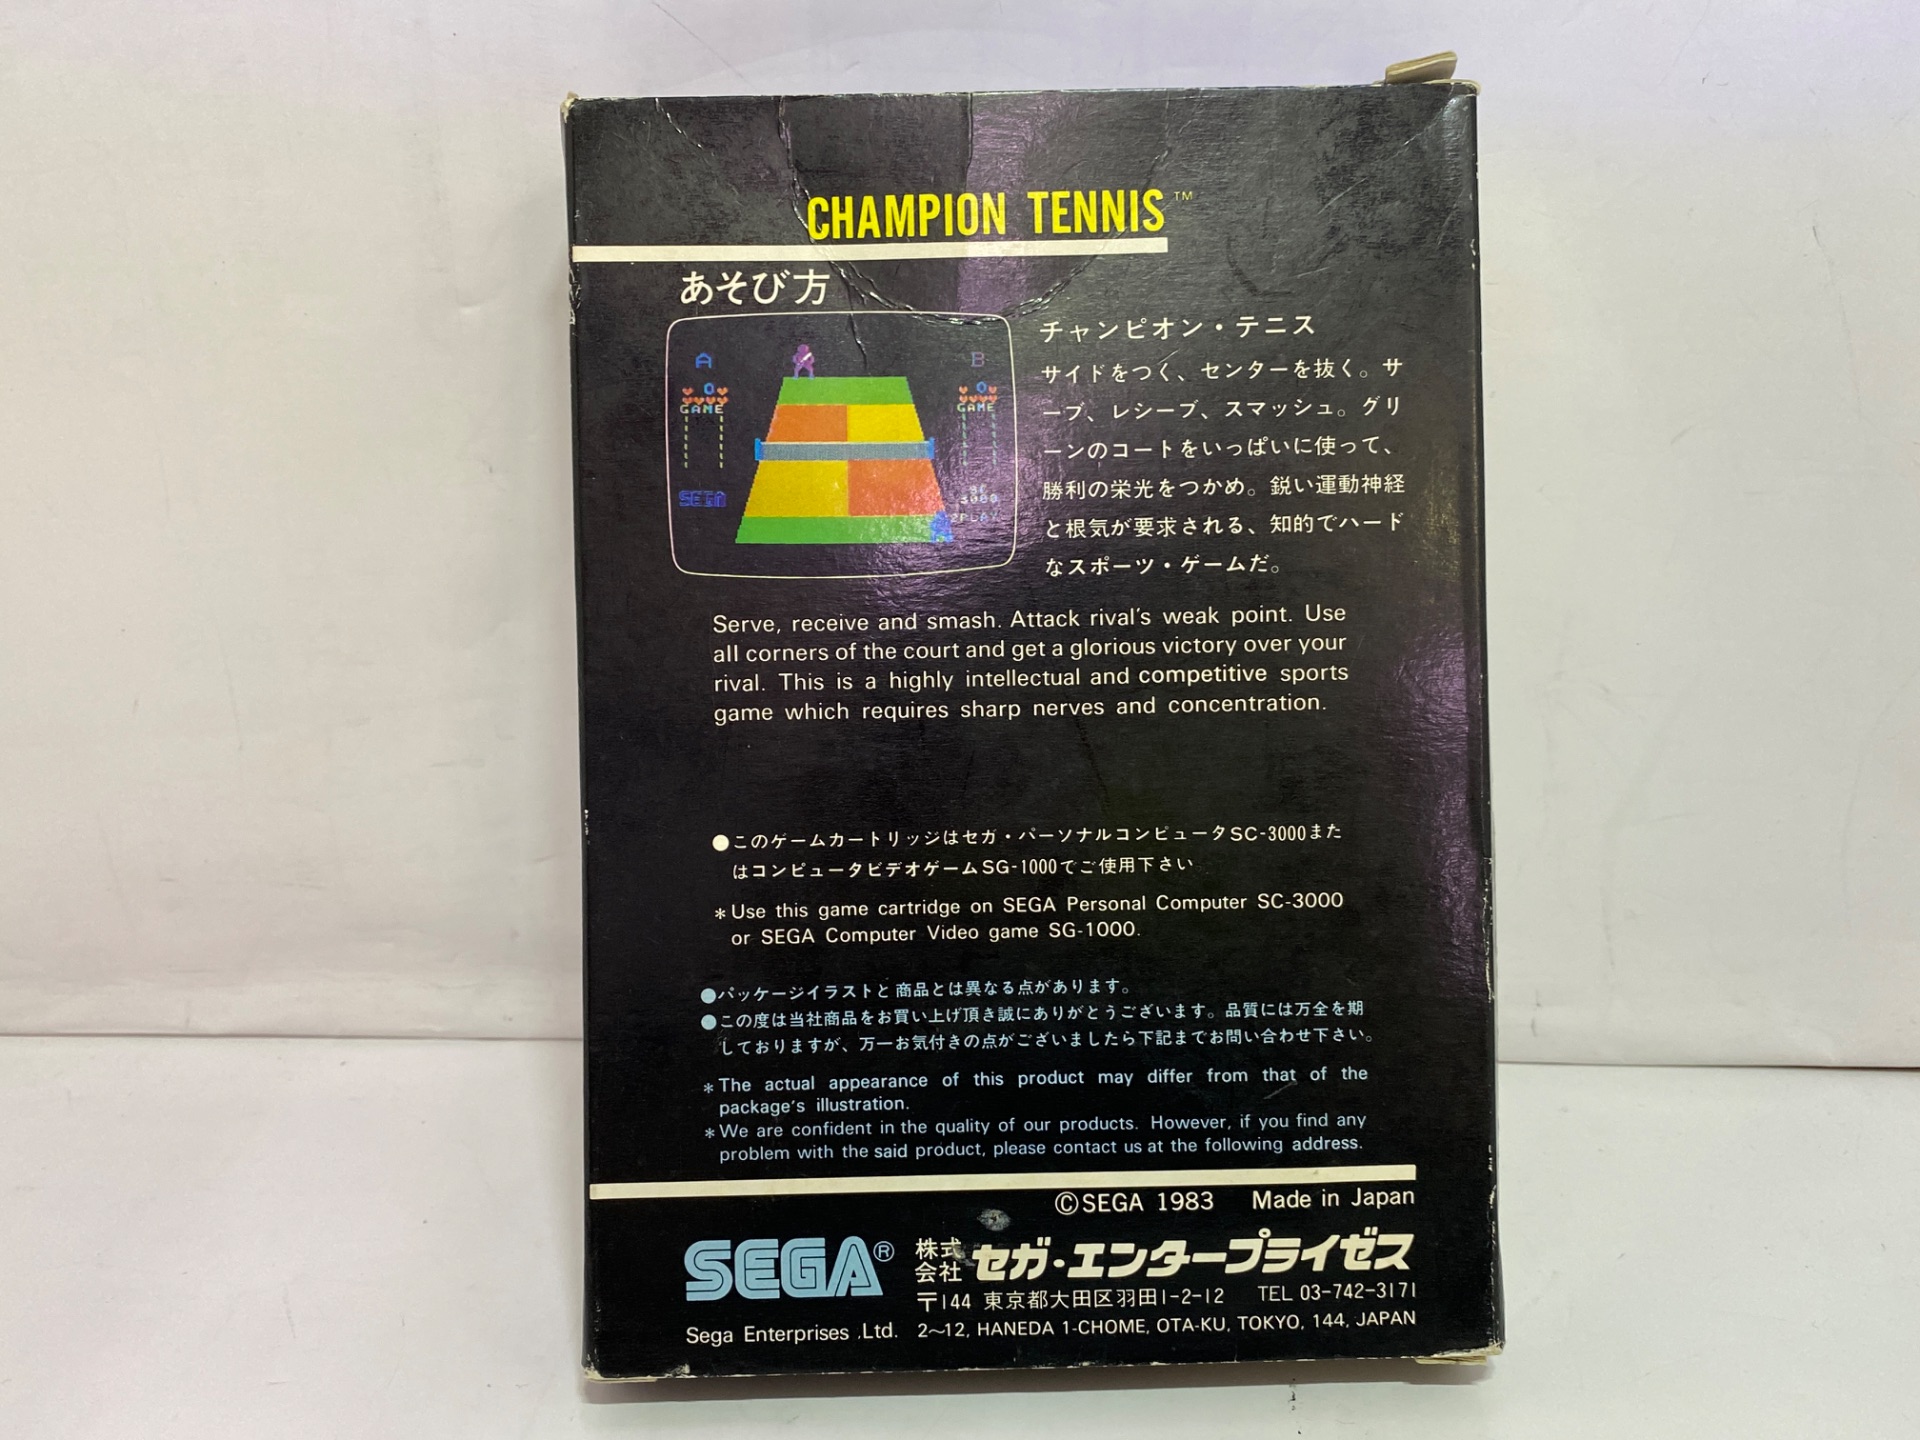 CHAMPION TENNIS™
あそび方
A
B
0
0
GAME
GAME
SEGA
SC
3000
2PLAY
チャンピオン・テニス
サイドをつく、センターを抜く。サ
ーブ、レシーブ、スマッシュ。グリ
ーンのコートをいっぱいに使って、
勝利の栄光をつかめ。鋭い運動神経
と根気が要求される、知的でハード
なスポーツ・ゲームだ。
Serve, receive and smash. Attack rival's weak point. Use
all corners of the court and get a glorious victory over your
rival. This is a highly intellectual and competitive sports
game which requires sharp nerves and concentration.
●このゲームカートリッジはセガ・パーソナルコンピュータSC-3000また
はコンピュータビデオゲームSG-1000でご使用下さい
＊Use this game cartridge on SEGA Personal Computer SC-3000
or SEGA Computer Video game SG-1000.
●パッケージイラストと商品とは異なる点があります。
●この度は当社商品をお買い上げ頂き誠にありがとうございます。品質には万全を期
しておりますが、万一お気付きの点がございましたら下記までお問い合わせ下さい。
＊The actual appearance of this product may differ from that of the
package's illustration.
＊We are confident in the quality of our products. However, if you find any
problem with the said product, please contact us at the following address.
©SEGA 1983 Made in Japan
SEGA® 株式会社 セガ・エンタープライゼス
〒144 東京都大田区羽田1-2-12 TEL 03-742-3171
Sega Enterprises ,Ltd. 2～12, HANEDA 1-CHOME, OTA-KU, TOKYO, 144, JAPAN